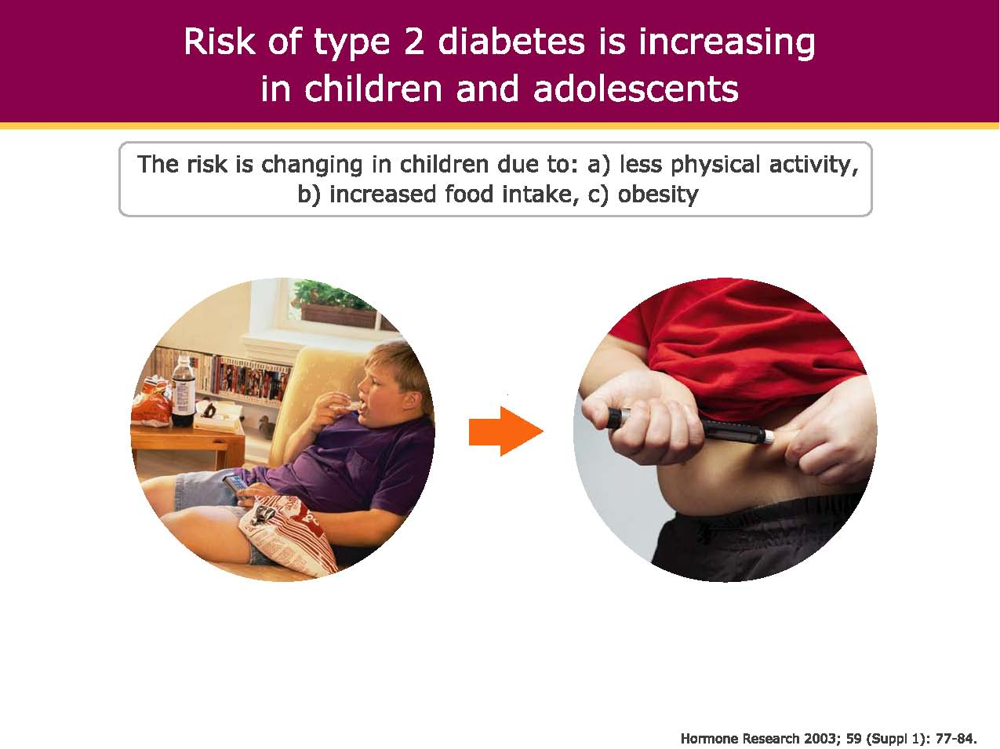 Risk of type 2 diabetes is increasing
in children and adolescents
The risk is changing in children due to: a) less physical activity,
b) increased food intake, c) obesity
Hormone Research 2003; 59 (Suppl 1): 77-84.